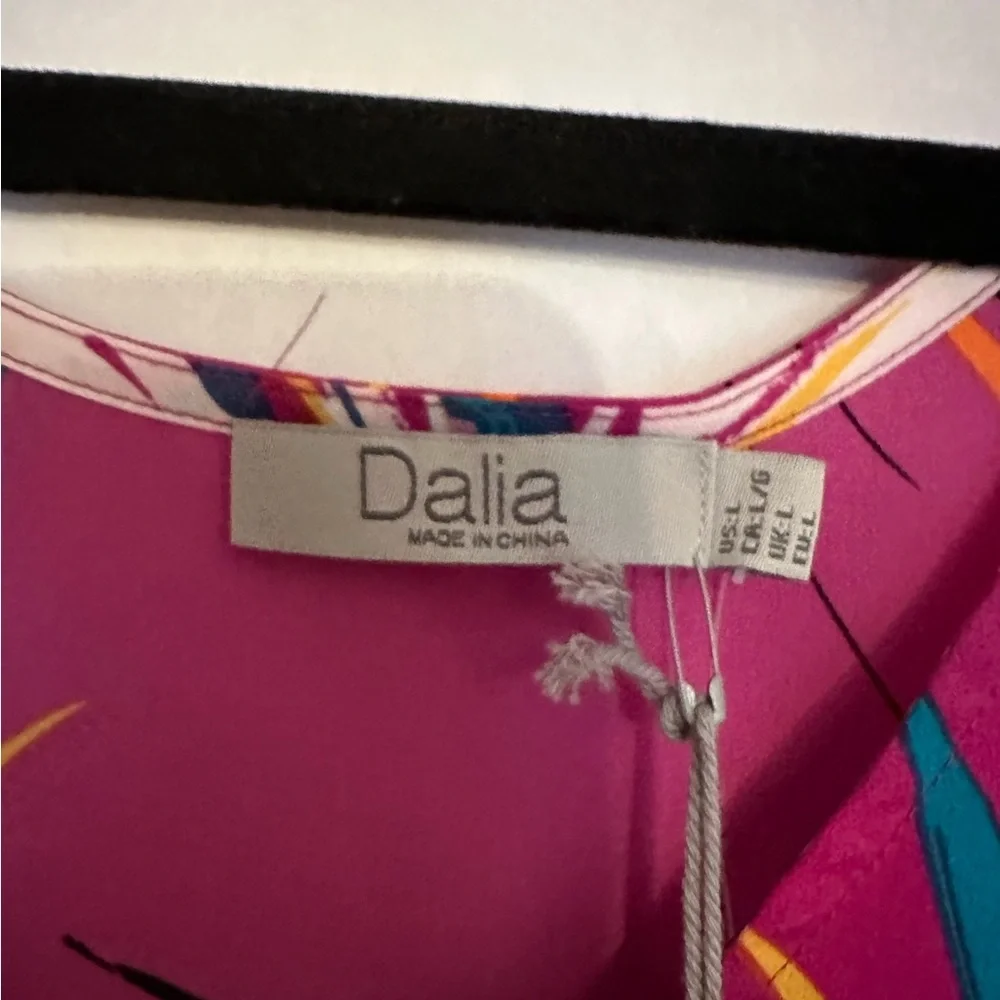 Dalia
MADE IN CHINA
US:L
CA:L/G
UK:L
EU:L